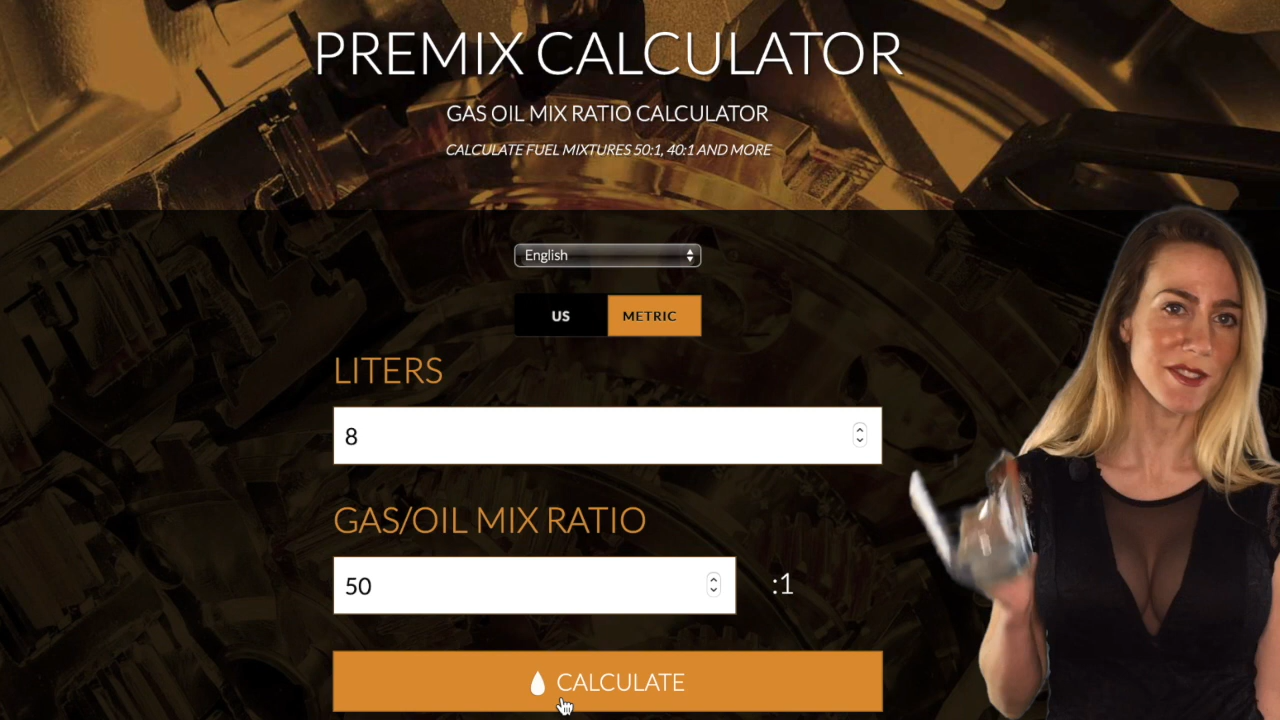 PREMIX CALCULATOR
GAS OIL MIX RATIO CALCULATOR
CALCULATE FUEL MIXTURES 50:1, 40:1 AND MORE
English
US METRIC
LITERS
8
GAS/OIL MIX RATIO
50 :1
CALCULATE